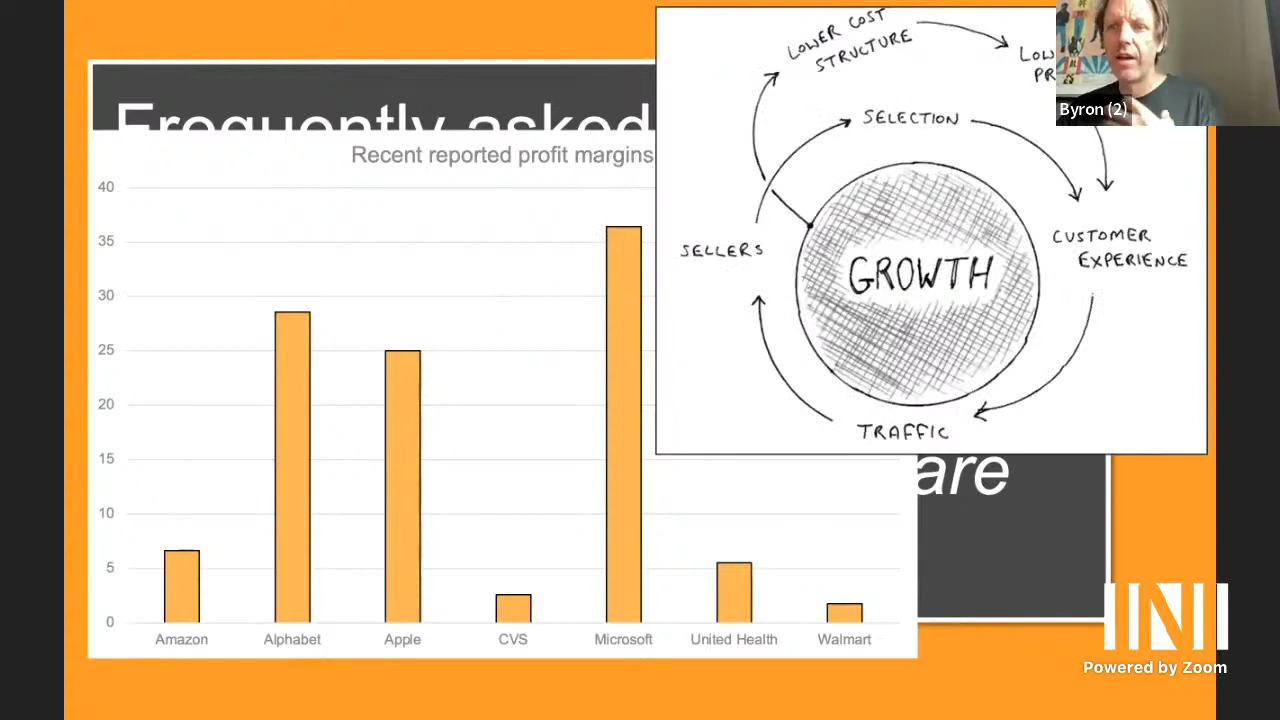 Frequently asked
Recent reported profit margins
40
35
30
25
20
15
10
5
0
Amazon
Alphabet
Apple
CVS
Microsoft
United Health
Walmart
LOWER COST
STRUCTURE
LOW
PR
SELECTION
SELLERS
GROWTH
CUSTOMER
EXPERIENCE
TRAFFIC
are
Byron (2)
INI
Powered by Zoom